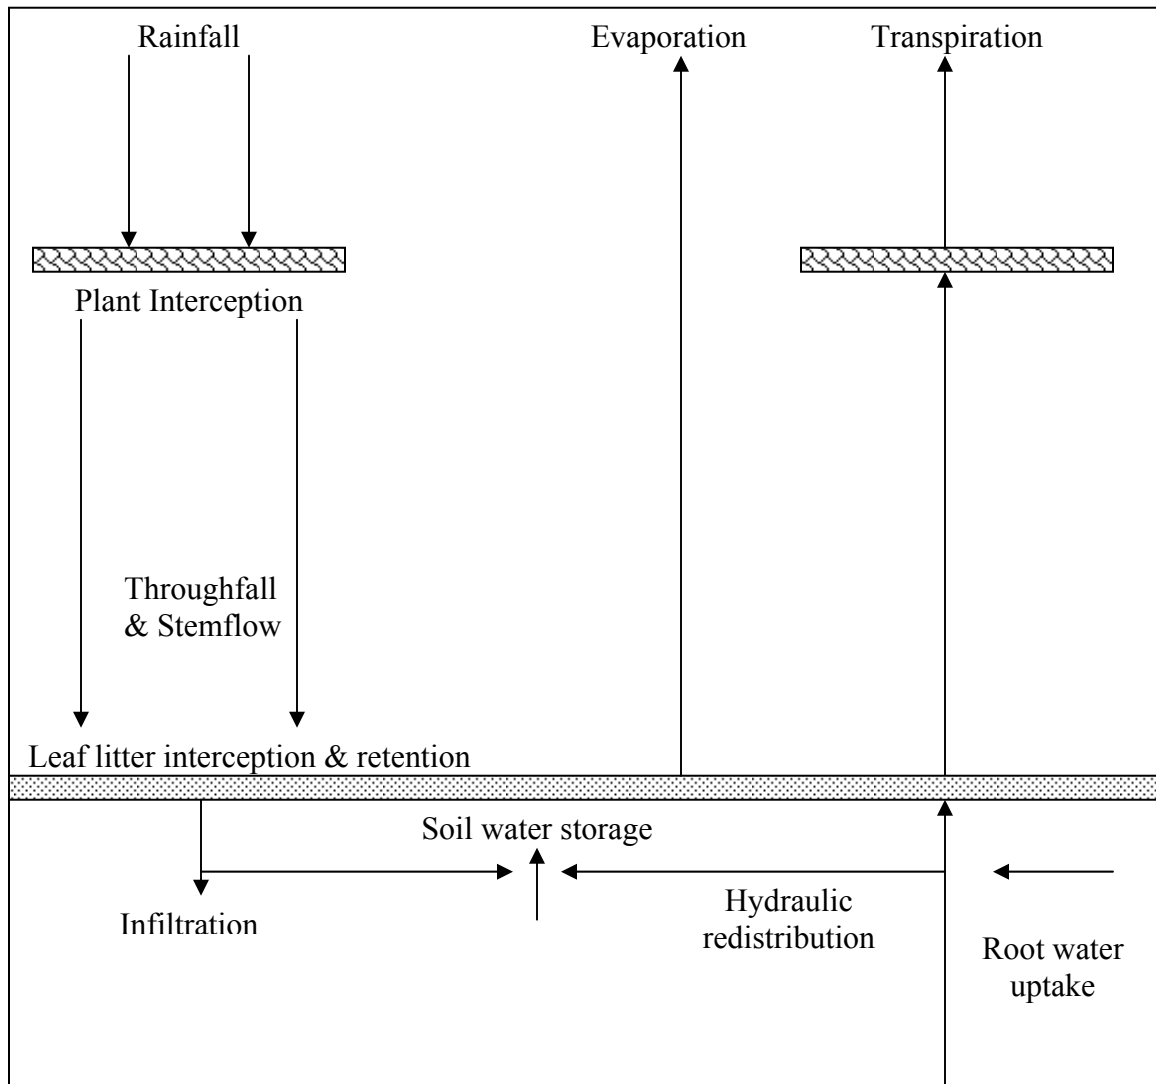 Rainfall
Evaporation
Transpiration
Plant Interception
Throughfall
& Stemflow
Leaf litter interception & retention
Soil water storage
Infiltration
Hydraulic
redistribution
Root water
uptake